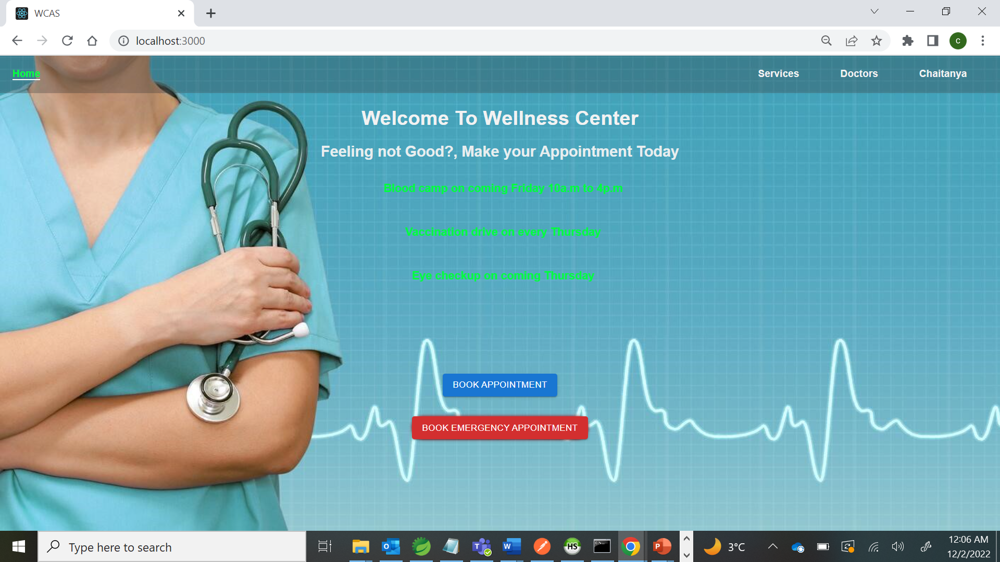 WCAS
localhost:3000
Home
Services
Doctors
Chaitanya
Welcome To Wellness Center
Feeling not Good?, Make your Appointment Today
Blood camp on coming Friday 10a.m to 4p.m
Vaccination drive on every Thursday
Eye checkup on coming Thursday
BOOK APPOINTMENT
BOOK EMERGENCY APPOINTMENT
Type here to search
3°C
12:06 AM
12/2/2022